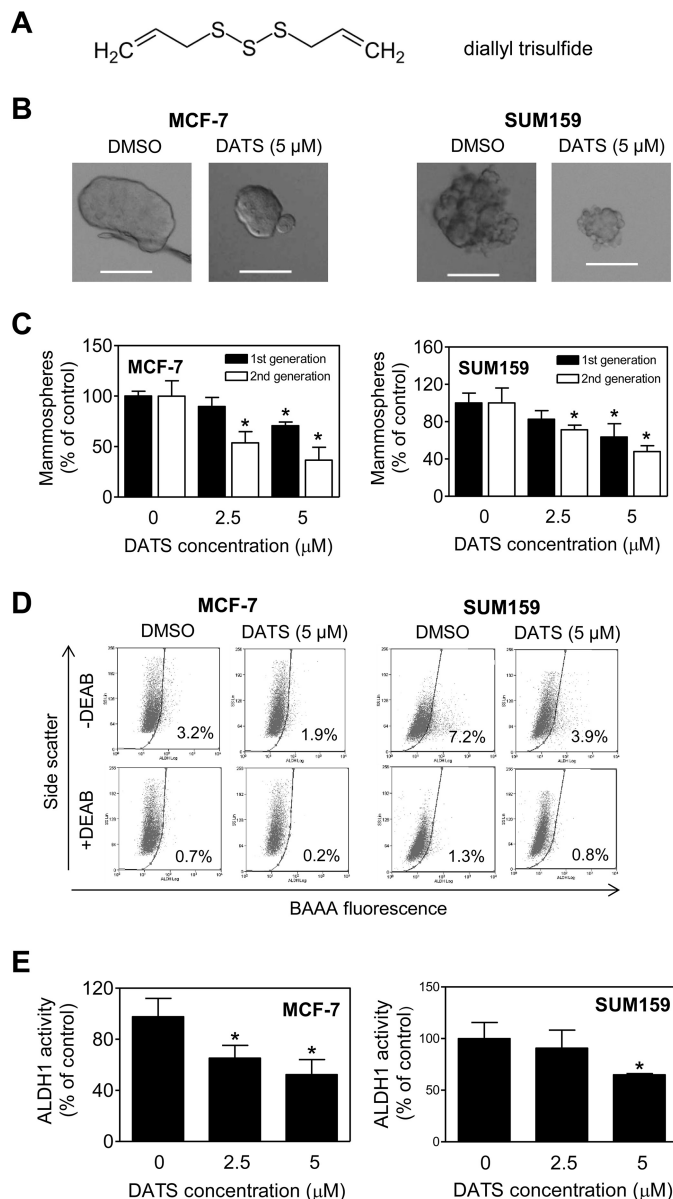 A
H2C S S S CH2 diallyl trisulfide
B
MCF-7 SUM159
DMSO DATS (5 µM) DMSO DATS (5 µM)
C
MCF-7
1st generation
2nd generation
Mammospheres
(% of control)
150
100
50
0
* * *
0 2.5 5
DATS concentration (µM)
SUM159
1st generation
2nd generation
Mammospheres
(% of control)
160
120
80
40
0
* * *
0 2.5 5
DATS concentration (µM)
D
MCF-7 SUM159
DMSO DATS (5 µM) DMSO DATS (5 µM)
Side scatter
-DEAB
3.2% 1.9% 7.2% 3.9%
+DEAB
0.7% 0.2% 1.3% 0.8%
BAAA fluorescence
E
MCF-7
ALDH1 activity
(% of control)
120
80
40
0
* *
0 2.5 5
DATS concentration (µM)
SUM159
ALDH1 activity
(% of control)
150
100
50
0
*
0 2.5 5
DATS concentration (µM)